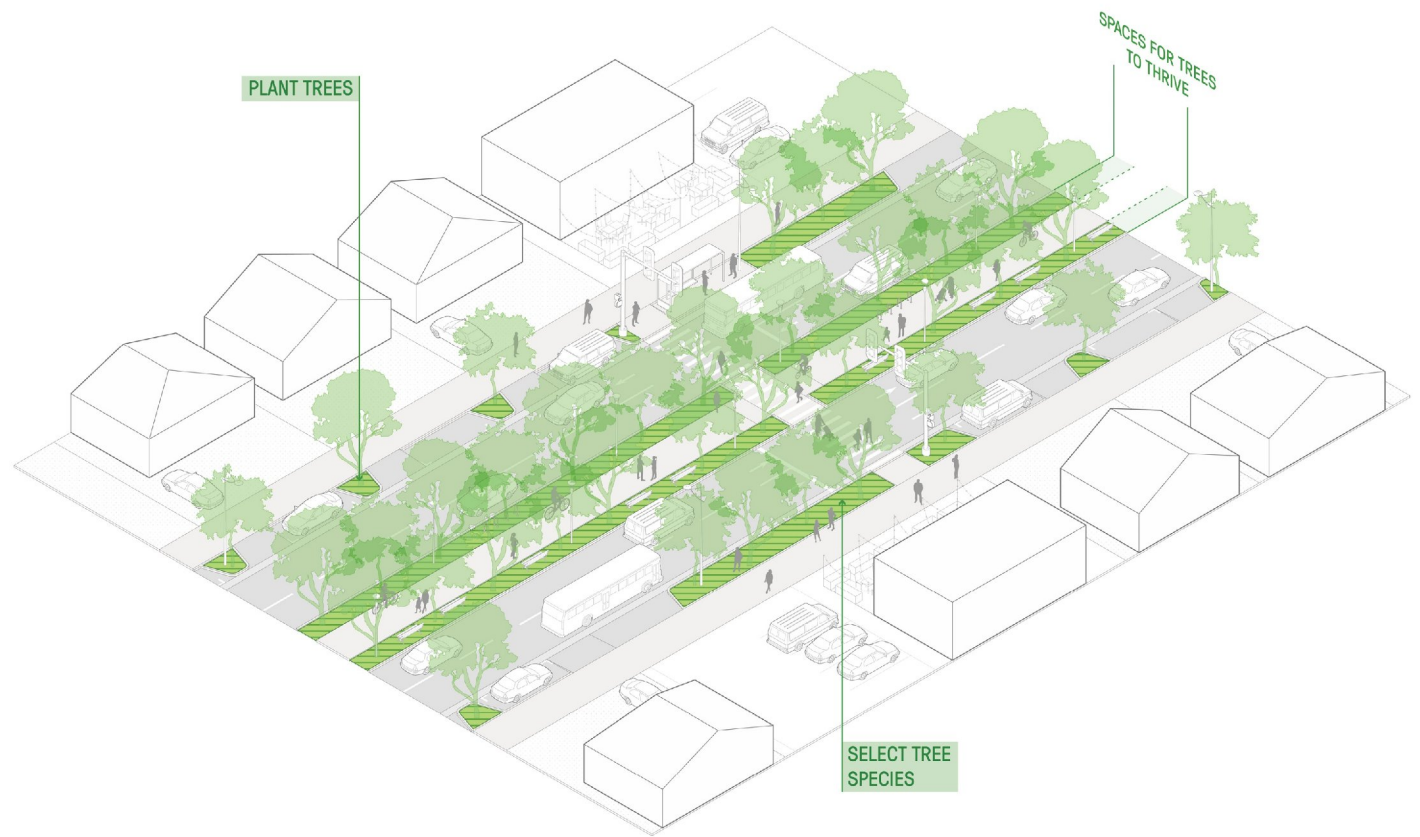 SPACES FOR TREES
TO THRIVE
PLANT TREES
SELECT TREE
SPECIES